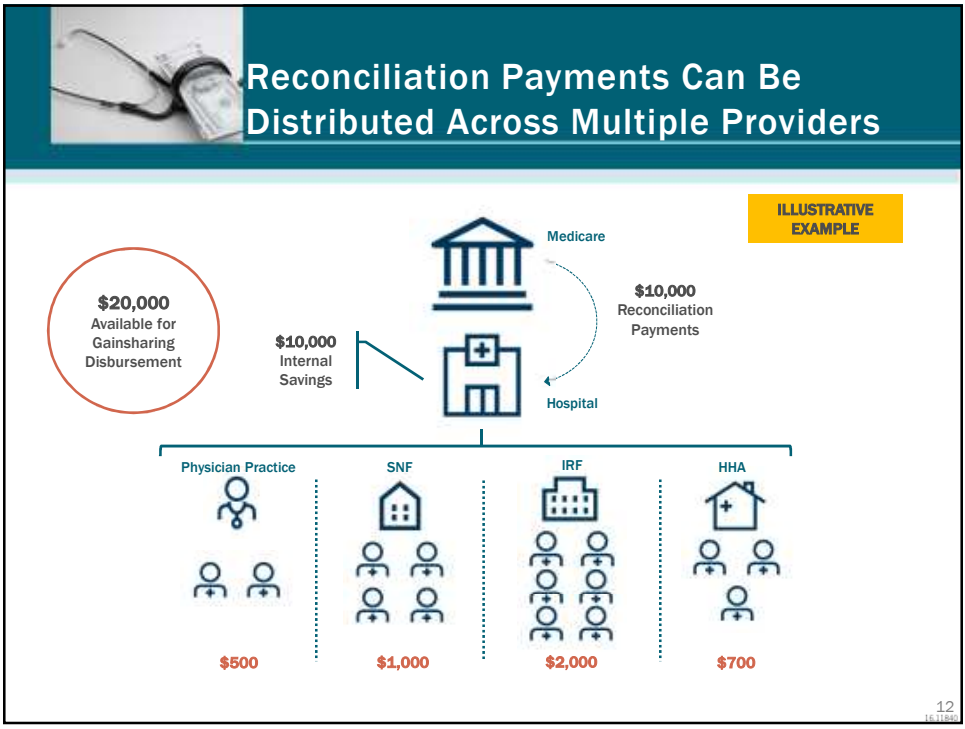 Reconciliation Payments Can Be
Distributed Across Multiple Providers
ILLUSTRATIVE
EXAMPLE
Medicare
$20,000
Available for
Gainsharing
Disbursement
$10,000
Reconciliation
Payments
$10,000
Internal
Savings
Hospital
Physician Practice
SNF
IRF
HHA
$500
$1,000
$2,000
$700
12
16.11840